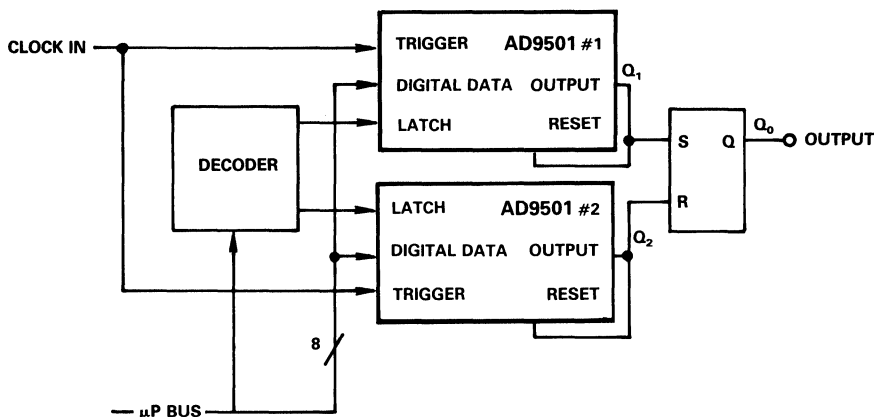 CLOCK IN
TRIGGER AD9501 #1
DIGITAL DATA OUTPUT
LATCH RESET
Q1
DECODER
S Q
R
Q0
OUTPUT
LATCH AD9501 #2
DIGITAL DATA OUTPUT
TRIGGER RESET
Q2
8
μP BUS